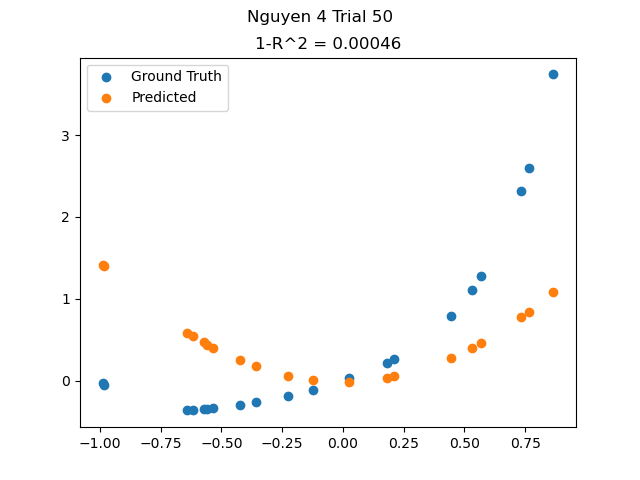 Nguyen 4 Trial 50
1-R^2 = 0.00046
Ground Truth
Predicted
3
2
1
0
−1.00 −0.75 −0.50 −0.25 0.00 0.25 0.50 0.75